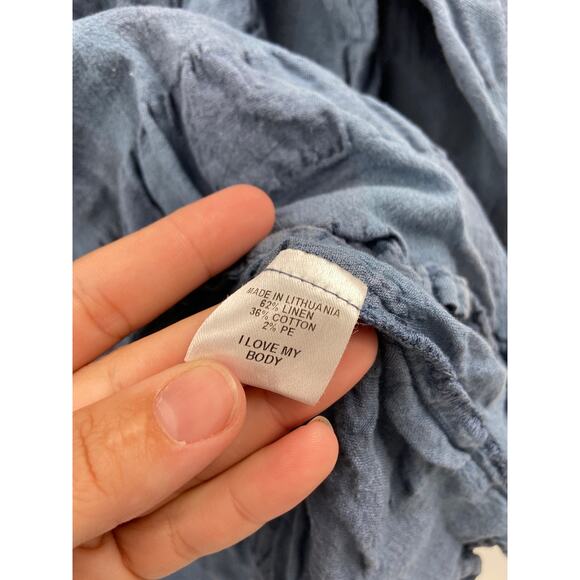 MADE IN LITHUANIA
62% LINEN
36% COTTON
2% PE
I LOVE MY
BODY